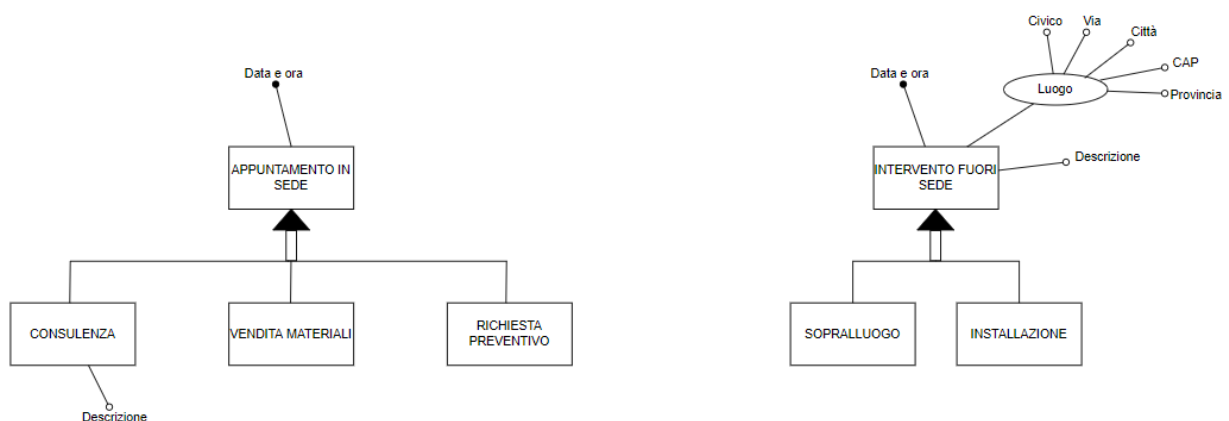 Civico
Via
Città
CAP
Provincia
Luogo
Data e ora
Data e ora
APPUNTAMENTO IN
SEDE
INTERVENTO FUORI
SEDE
Descrizione
CONSULENZA
VENDITA MATERIALI
RICHIESTA
PREVENTIVO
SOPRALLUOGO
INSTALLAZIONE
Descrizione